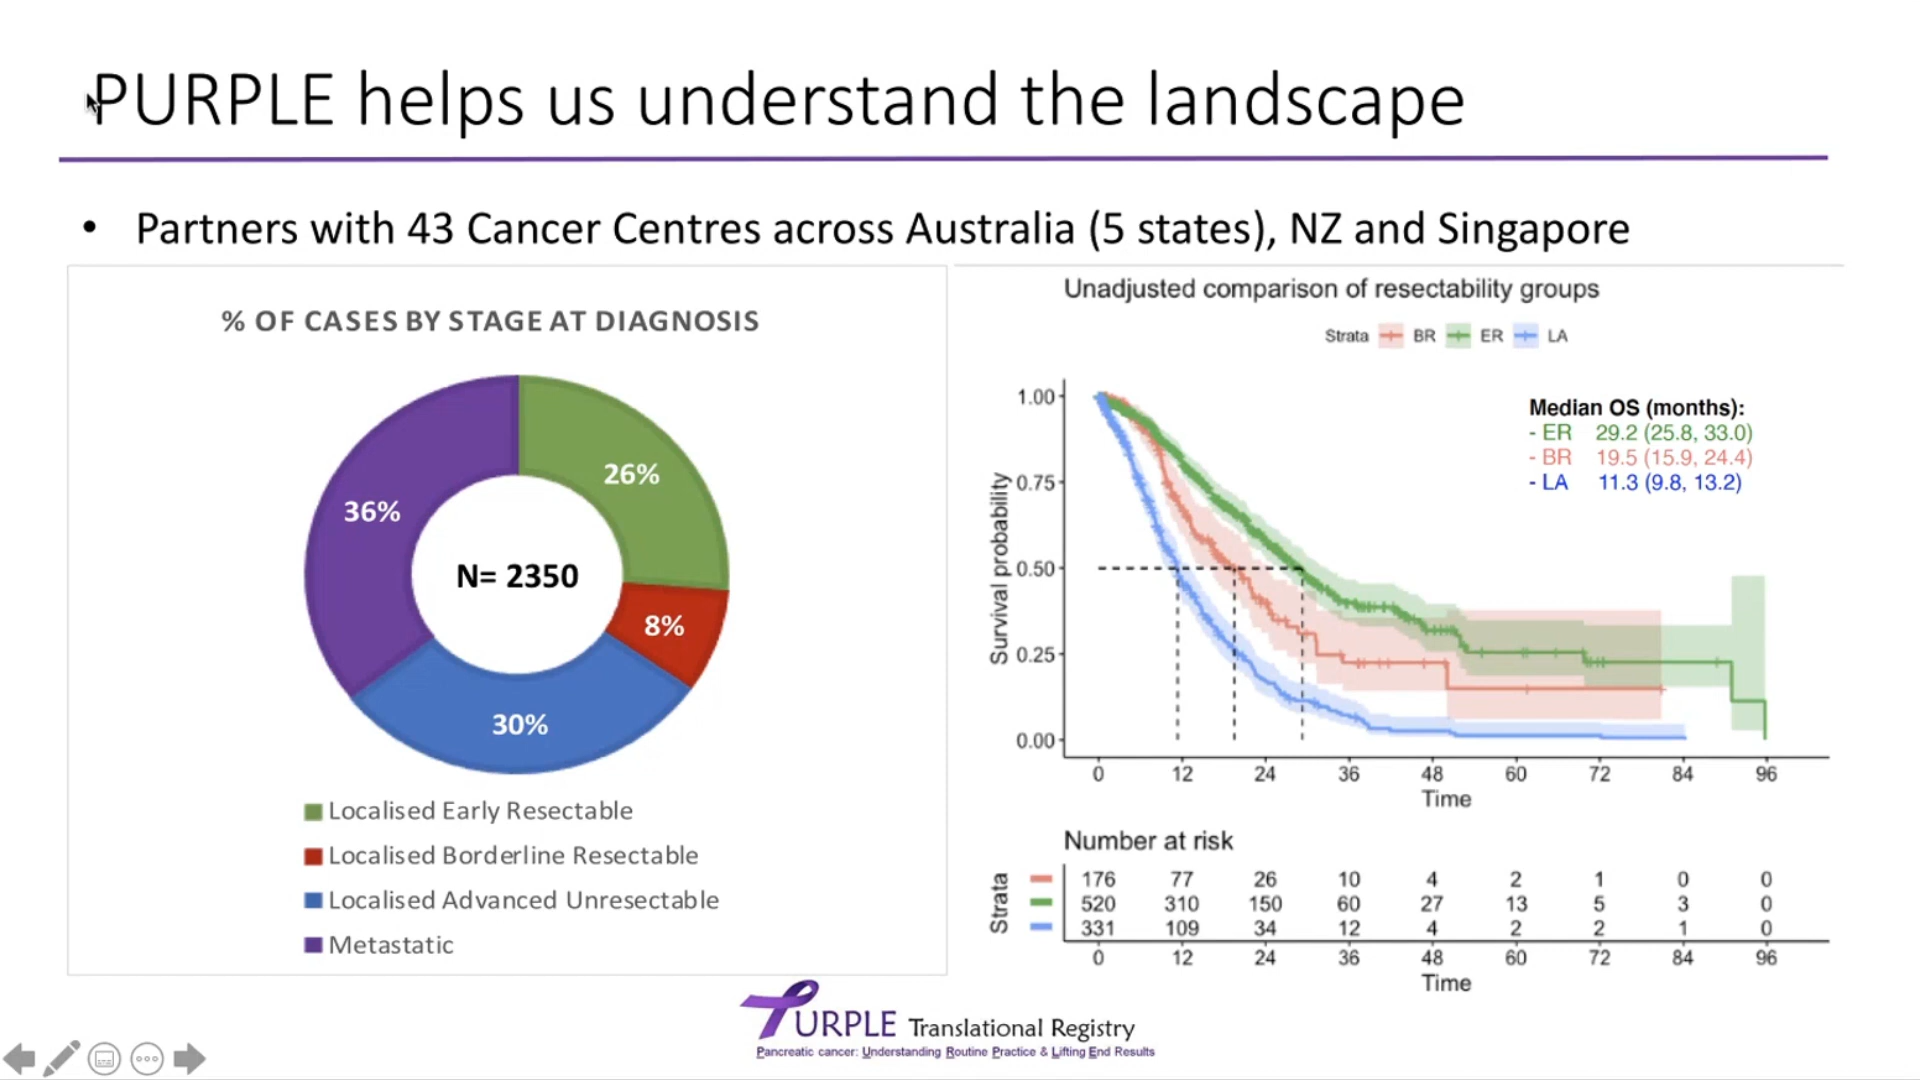 PURPLE helps us understand the landscape
• Partners with 43 Cancer Centres across Australia (5 states), NZ and Singapore
% OF CASES BY STAGE AT DIAGNOSIS
26%
36%
N= 2350
8%
30%
Localised Early Resectable
Localised Borderline Resectable
Localised Advanced Unresectable
Metastatic
Unadjusted comparison of resectability groups
Strata BR ER LA
Median OS (months):
- ER 29.2 (25.8, 33.0)
- BR 19.5 (15.9, 24.4)
- LA 11.3 (9.8, 13.2)
Survival probability
1.00
0.75
0.50
0.25
0.00
0 12 24 36 48 60 72 84 96
Time
Number at risk
Strata
176 77 26 10 4 2 1 0 0
520 310 150 60 27 13 5 3 0
331 109 34 12 4 2 2 1 0
0 12 24 36 48 60 72 84 96
Time
PURPLE Translational Registry
Pancreatic cancer: Understanding Routine Practice & Lifting End Results